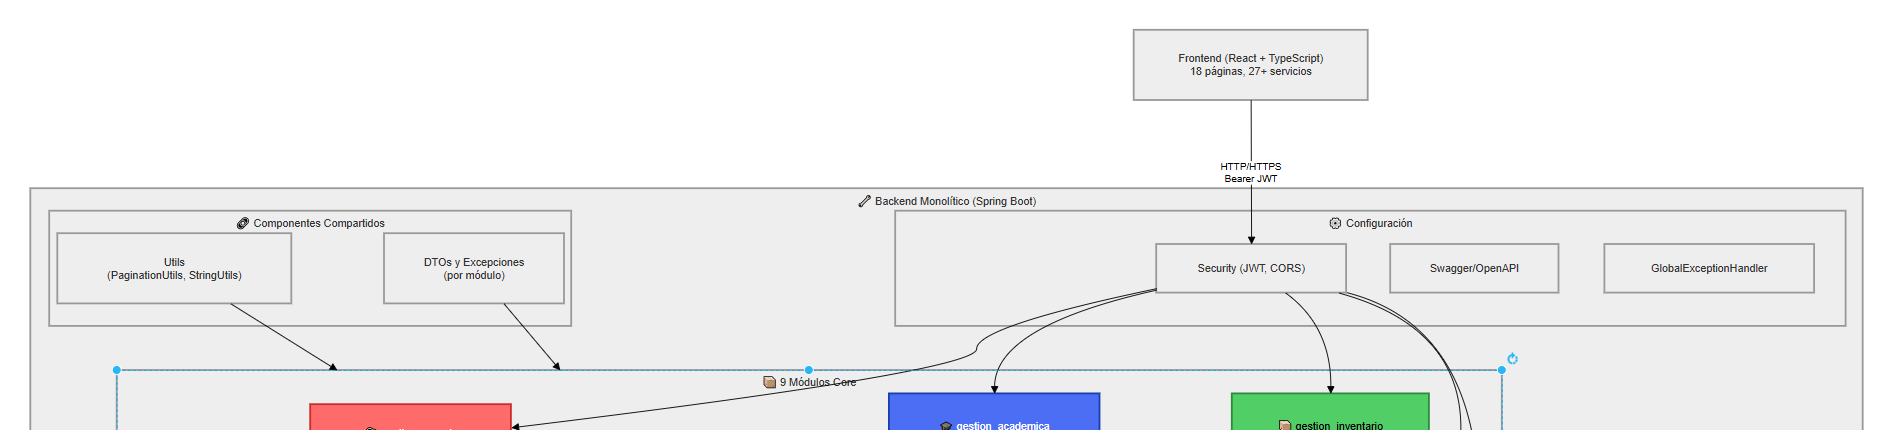 Frontend (React + TypeScript)
18 páginas, 27+ servicios
HTTP/HTTPS
Bearer JWT
Backend Monolítico (Spring Boot)
Componentes Compartidos
Configuración
Utils
(PaginationUtils, StringUtils)
DTOs y Excepciones
(por módulo)
Security (JWT, CORS)
Swagger/OpenAPI
GlobalExceptionHandler
9 Módulos Core
gestion_academica
gestion_inventario